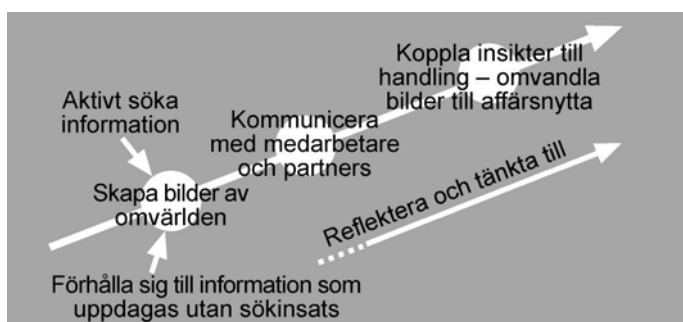 Koppla insikter till
handling – omvandla
bilder till affärsnytta
Aktivt söka
information
Kommunicera
med medarbetare
och partners
Skapa bilder av
omvärlden
Reflektera och tänkta till
Förhålla sig till information som
uppdagas utan sökinsats